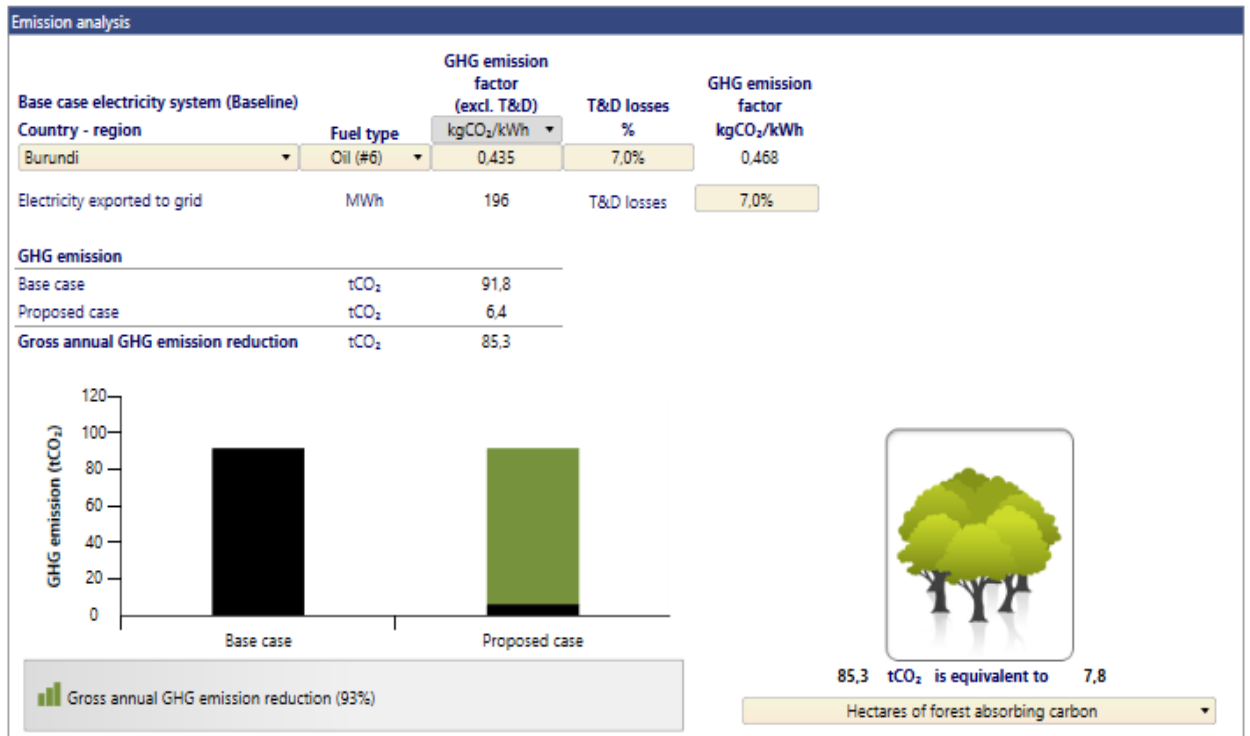 Emission analysis
GHG emission
factor
(excl. T&D)
GHG emission
factor
kgCO₂/kWh
Base case electricity system (Baseline)
T&D losses
Country - region Fuel type kgCO₂/kWh %
Burundi Oil (#6) 0,435 7,0% 0,468
Electricity exported to grid MWh 196 T&D losses 7,0%
GHG emission
Base case tCO₂ 91,8
Proposed case tCO₂ 6,4
Gross annual GHG emission reduction tCO₂ 85,3
GHG emission (tCO₂)
120
100
80
60
40
20
0
Base case Proposed case
Gross annual GHG emission reduction (93%)
85,3 tCO₂ is equivalent to 7,8
Hectares of forest absorbing carbon